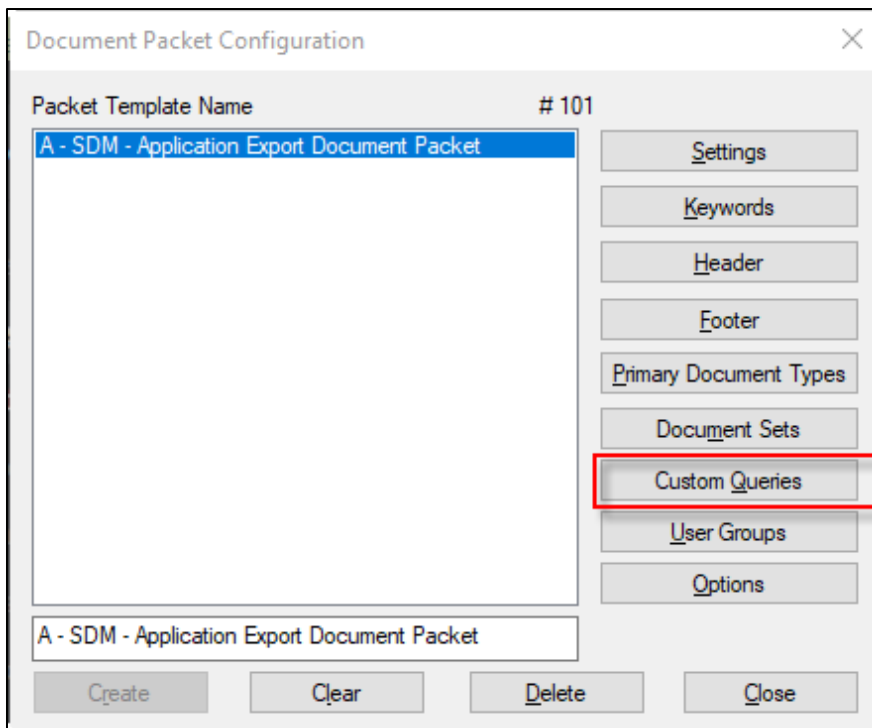 Document Packet Configuration
Packet Template Name # 101
A - SDM - Application Export Document Packet
Settings
Keywords
Header
Footer
Primary Document Types
Document Sets
Custom Queries
User Groups
Options
A - SDM - Application Export Document Packet
Create Clear Delete Close